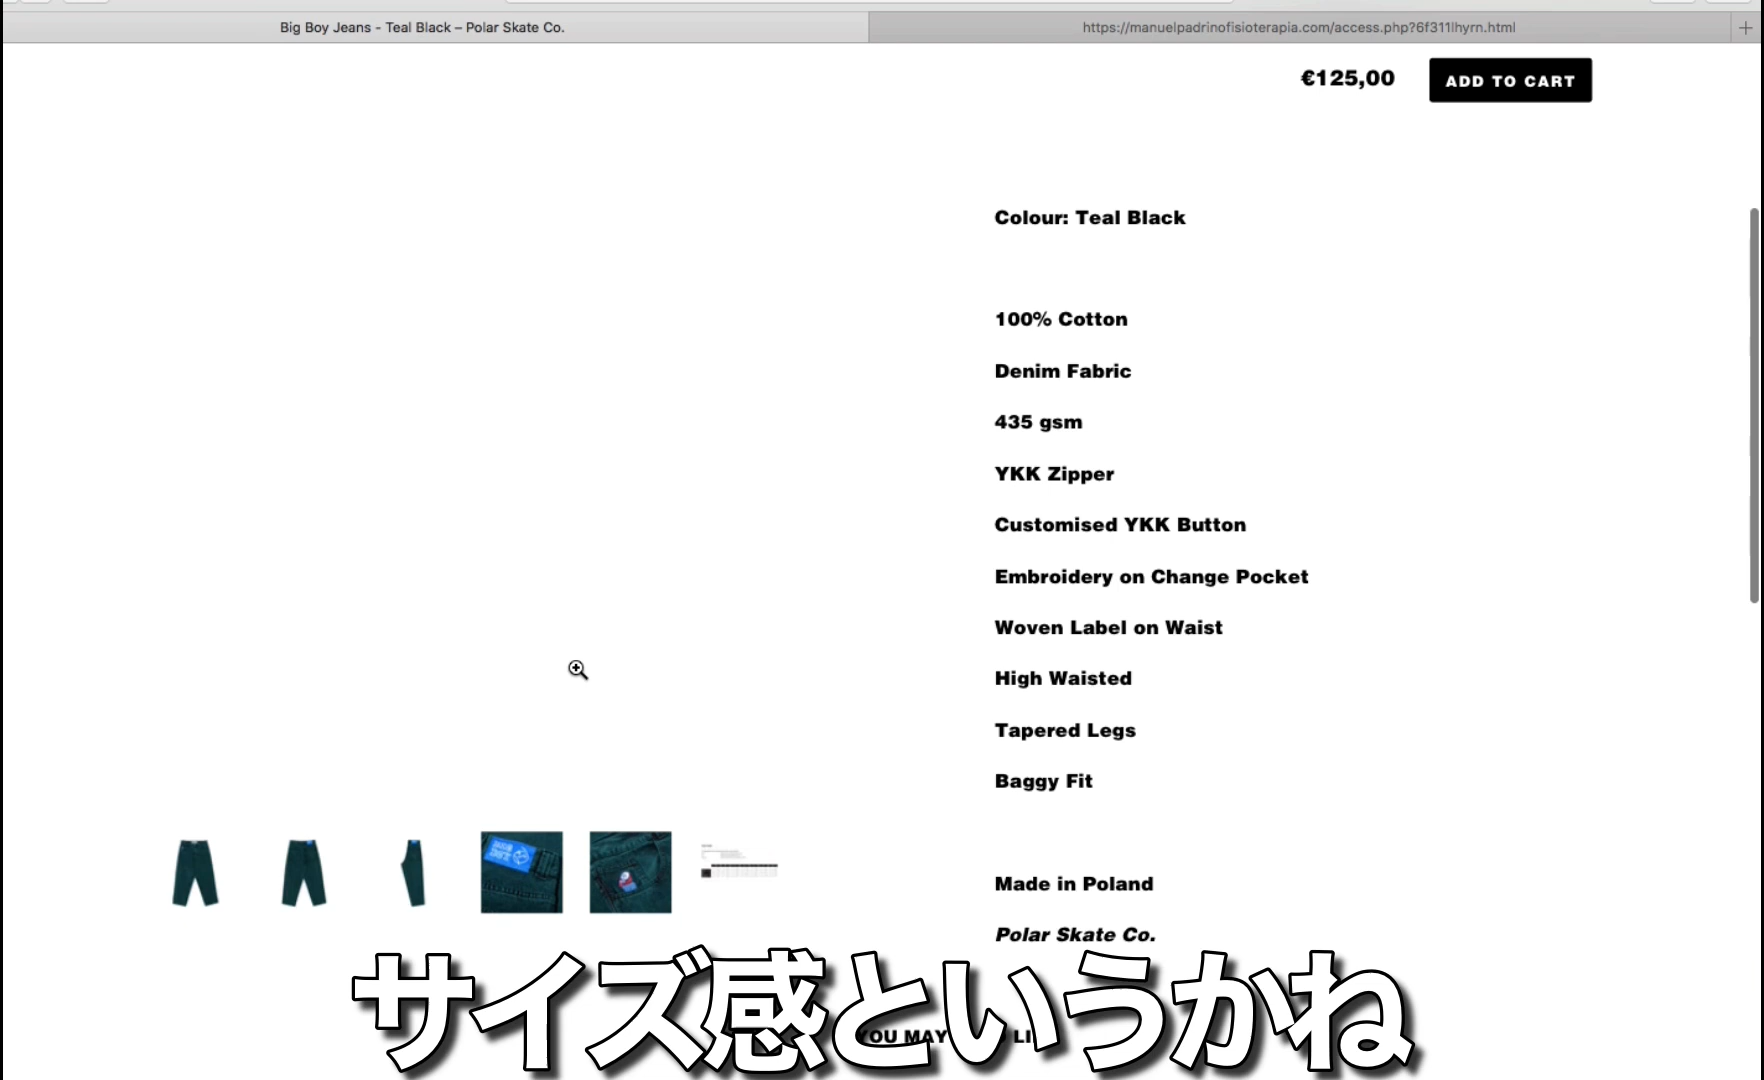 Big Boy Jeans - Teal Black – Polar Skate Co.
https://manuelpadrinofisioterapia.com/access.php?6f311lhyrn.html
€125,00
ADD TO CART
Colour: Teal Black
100% Cotton
Denim Fabric
435 gsm
YKK Zipper
Customised YKK Button
Embroidery on Change Pocket
Woven Label on Waist
High Waisted
Tapered Legs
Baggy Fit
Made in Poland
Polar Skate Co.
YOU MAY
サイズ感というかね